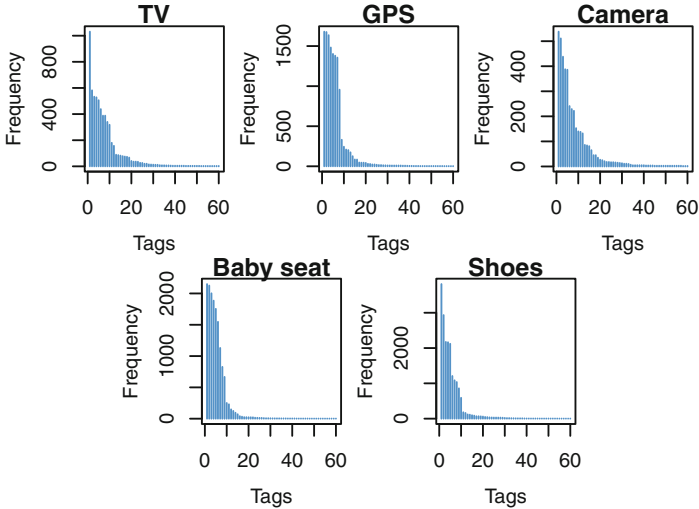 TV
GPS
Camera
Frequency
0 400 800
0 20 40 60
Tags
Frequency
0 500 1500
0 20 40 60
Tags
Frequency
0 200 400
0 20 40 60
Tags
Baby seat
Shoes
Frequency
0 1000 2000
0 20 40 60
Tags
Frequency
0 2000
0 20 40 60
Tags